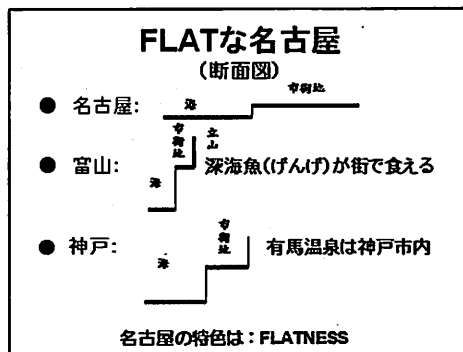 FLATな名古屋
(断面図)
市街地
● 名古屋: 海
市街地 立山
● 富山: 海 深海魚(げんげ)が街で食える
市街地
● 神戸: 海 有馬温泉は神戸市内
名古屋の特色は：FLATNESS